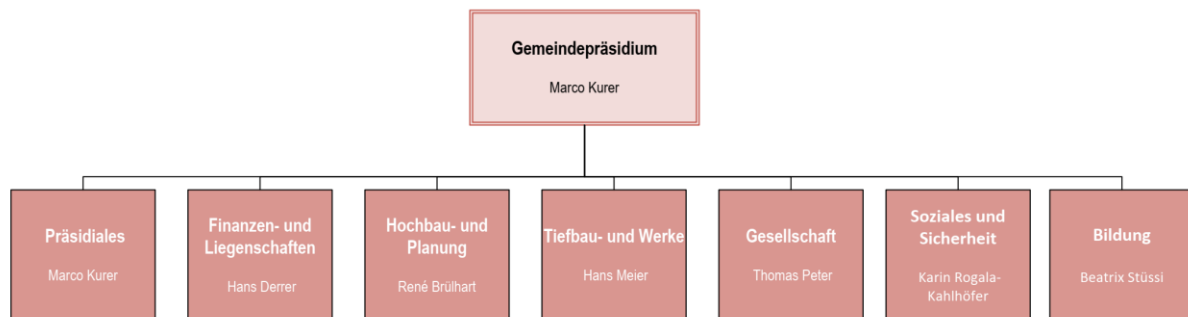 Gemeindepräsidium
Marco Kurer
Präsidiales
Marco Kurer
Finanzen- und
Liegenschaften
Hans Derrer
Hochbau- und
Planung
René Brülhart
Tiefbau- und Werke
Hans Meier
Gesellschaft
Thomas Peter
Soziales und
Sicherheit
Karin Rogala-
Kahlhöfer
Bildung
Beatrix Stüssi